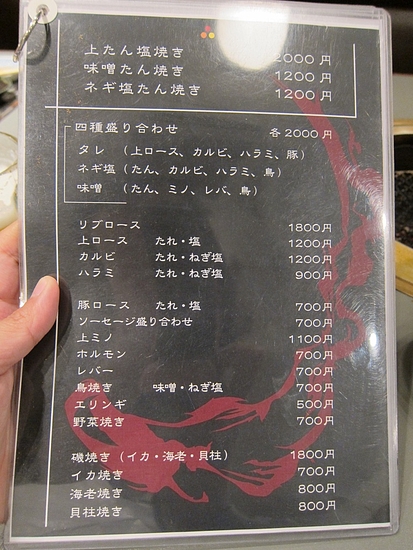 上たん塩焼き 2000円
味噌たん焼き 1200円
ネギ塩たん焼き 1200円
四種盛り合わせ 各2000円
タレ (上ロース、カルビ、ハラミ、豚)
ネギ塩 (たん、カルビ、ハラミ、鳥)
味噌 (たん、ミノ、レバ、鳥)
リブロース 1800円
上ロース たれ・塩 1200円
カルビ たれ・ねぎ塩 1200円
ハラミ たれ・ねぎ塩 900円
豚ロース たれ・塩 700円
ソーセージ盛り合わせ 700円
上ミノ 1100円
ホルモン 700円
レバー 700円
鳥焼き 味噌・ねぎ塩 700円
エリンギ 500円
野菜焼き 700円
磯焼き (イカ・海老・貝柱) 1800円
イカ焼き 700円
海老焼き 800円
貝柱焼き 800円